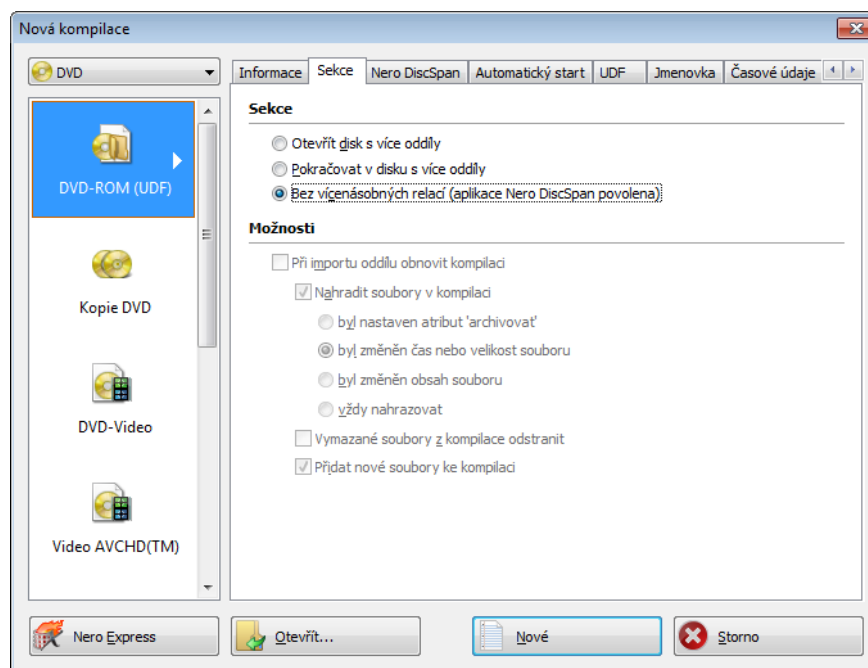 Nová kompilace
DVD
Informace
Sekce
Nero DiscSpan
Automatický start
UDF
Jmenovka
Časové údaje
DVD-ROM (UDF)
Kopie DVD
DVD-Video
Video AVCHD(TM)
Sekce
Otevřít disk s více oddíly
Pokračovat v disku s více oddíly
Bez vícenásobných relací (aplikace Nero DiscSpan povolena)
Možnosti
Při importu oddílu obnovit kompilaci
Nahradit soubory v kompilaci
byl nastaven atribut 'archivovat'
byl změněn čas nebo velikost souboru
byl změněn obsah souboru
vždy nahrazovat
Vymazané soubory z kompilace odstranit
Přidat nové soubory ke kompilaci
Nero Express
Otevřít...
Nové
Storno